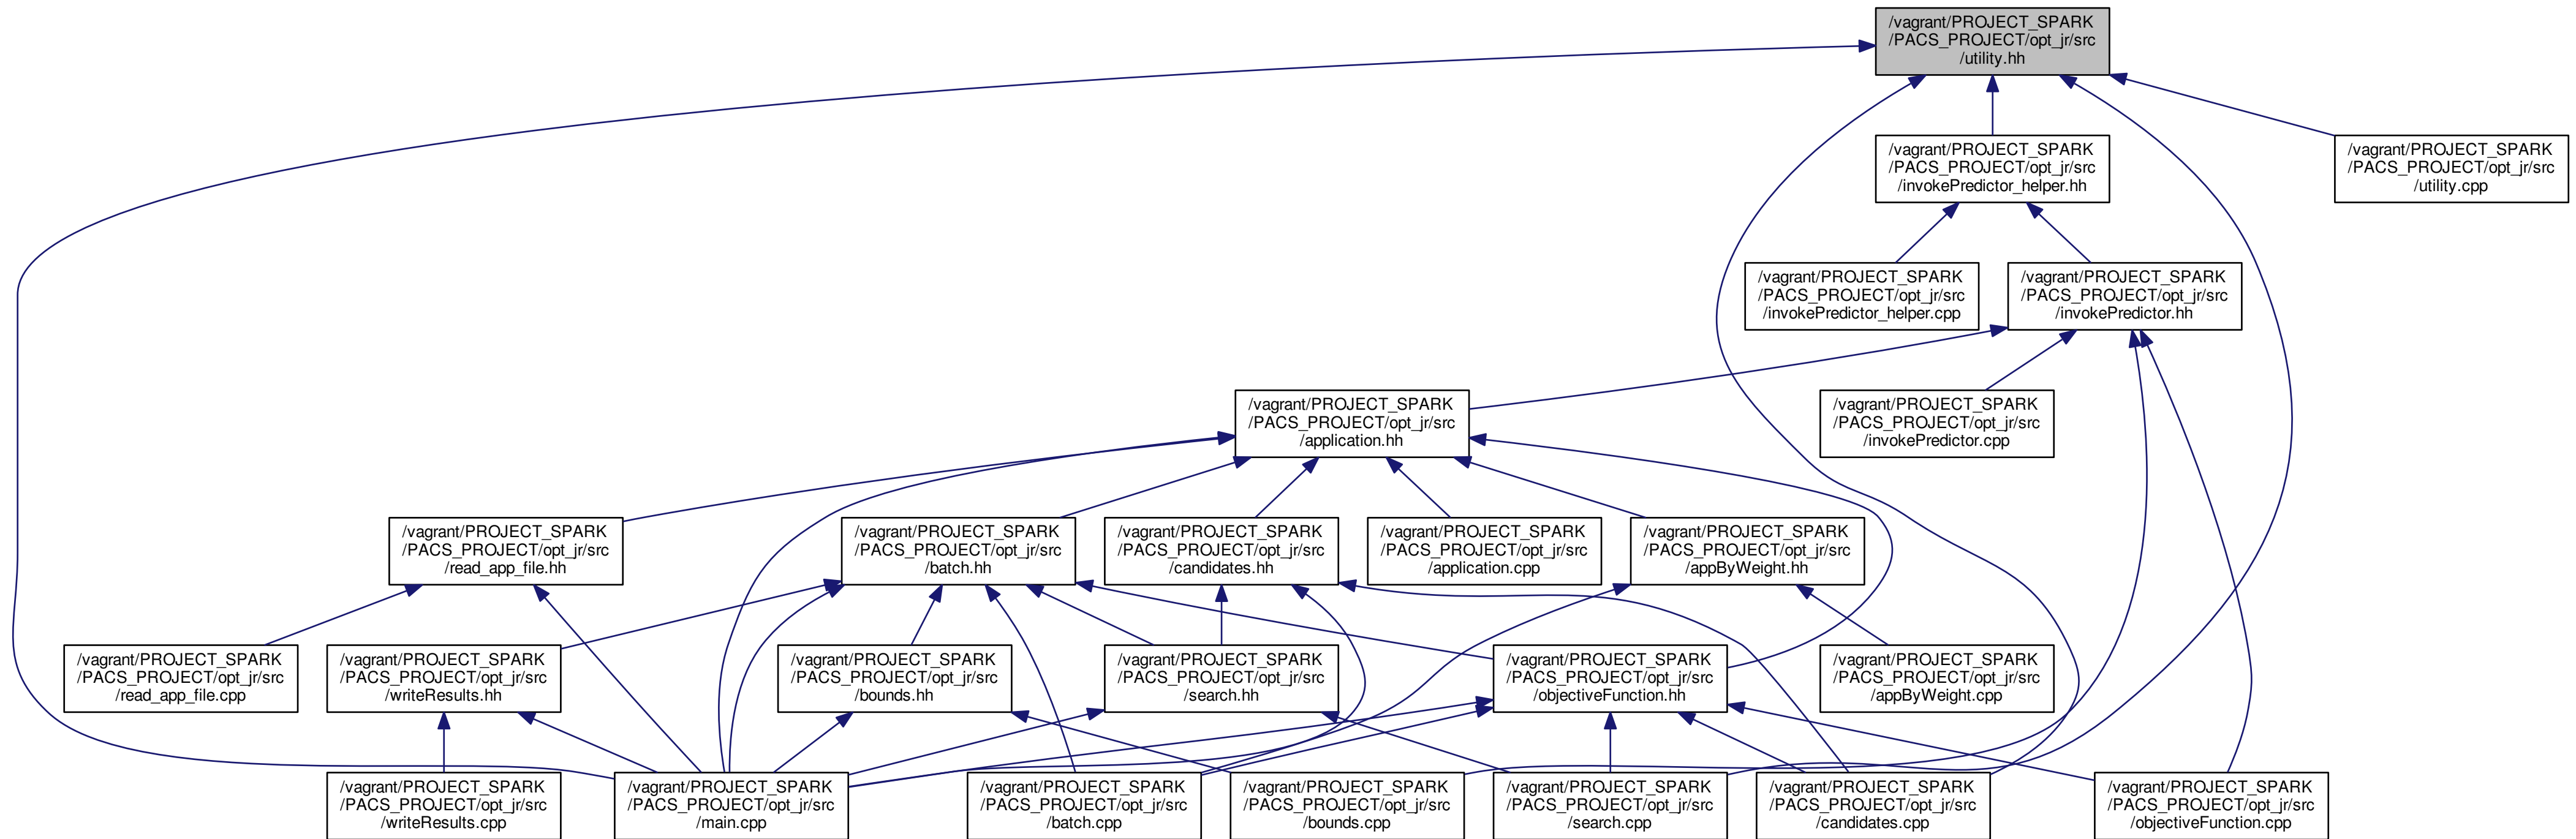 /vagrant/PROJECT_SPARK
/PACS_PROJECT/opt_jr/src
/utility.hh
/vagrant/PROJECT_SPARK
/PACS_PROJECT/opt_jr/src
/invokePredictor_helper.hh
/vagrant/PROJECT_SPARK
/PACS_PROJECT/opt_jr/src
/utility.cpp
/vagrant/PROJECT_SPARK
/PACS_PROJECT/opt_jr/src
/invokePredictor_helper.cpp
/vagrant/PROJECT_SPARK
/PACS_PROJECT/opt_jr/src
/invokePredictor.hh
/vagrant/PROJECT_SPARK
/PACS_PROJECT/opt_jr/src
/application.hh
/vagrant/PROJECT_SPARK
/PACS_PROJECT/opt_jr/src
/invokePredictor.cpp
/vagrant/PROJECT_SPARK
/PACS_PROJECT/opt_jr/src
/read_app_file.hh
/vagrant/PROJECT_SPARK
/PACS_PROJECT/opt_jr/src
/batch.hh
/vagrant/PROJECT_SPARK
/PACS_PROJECT/opt_jr/src
/candidates.hh
/vagrant/PROJECT_SPARK
/PACS_PROJECT/opt_jr/src
/application.cpp
/vagrant/PROJECT_SPARK
/PACS_PROJECT/opt_jr/src
/appByWeight.hh
/vagrant/PROJECT_SPARK
/PACS_PROJECT/opt_jr/src
/read_app_file.cpp
/vagrant/PROJECT_SPARK
/PACS_PROJECT/opt_jr/src
/writeResults.hh
/vagrant/PROJECT_SPARK
/PACS_PROJECT/opt_jr/src
/bounds.hh
/vagrant/PROJECT_SPARK
/PACS_PROJECT/opt_jr/src
/search.hh
/vagrant/PROJECT_SPARK
/PACS_PROJECT/opt_jr/src
/objectiveFunction.hh
/vagrant/PROJECT_SPARK
/PACS_PROJECT/opt_jr/src
/appByWeight.cpp
/vagrant/PROJECT_SPARK
/PACS_PROJECT/opt_jr/src
/writeResults.cpp
/vagrant/PROJECT_SPARK
/PACS_PROJECT/opt_jr/src
/main.cpp
/vagrant/PROJECT_SPARK
/PACS_PROJECT/opt_jr/src
/batch.cpp
/vagrant/PROJECT_SPARK
/PACS_PROJECT/opt_jr/src
/bounds.cpp
/vagrant/PROJECT_SPARK
/PACS_PROJECT/opt_jr/src
/search.cpp
/vagrant/PROJECT_SPARK
/PACS_PROJECT/opt_jr/src
/candidates.cpp
/vagrant/PROJECT_SPARK
/PACS_PROJECT/opt_jr/src
/objectiveFunction.cpp